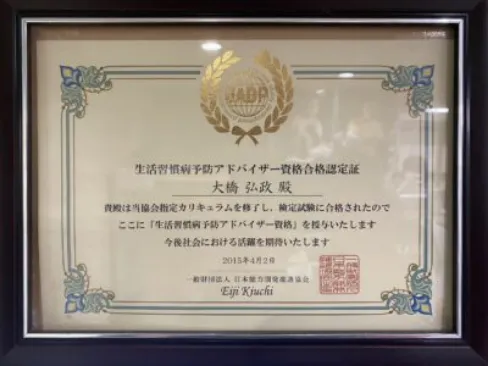 JADP
生活習慣病予防アドバイザー資格合格認定証
大橋 弘政 殿
貴殿は当協会指定カリキュラムを修了し、検定試験に合格されたので
ここに『生活習慣病予防アドバイザー資格』を授与いたします
今後社会における活躍を期待いたします
2015年4月2日
一般財団法人 日本能力開発推進協会
Eiji Kiuchi